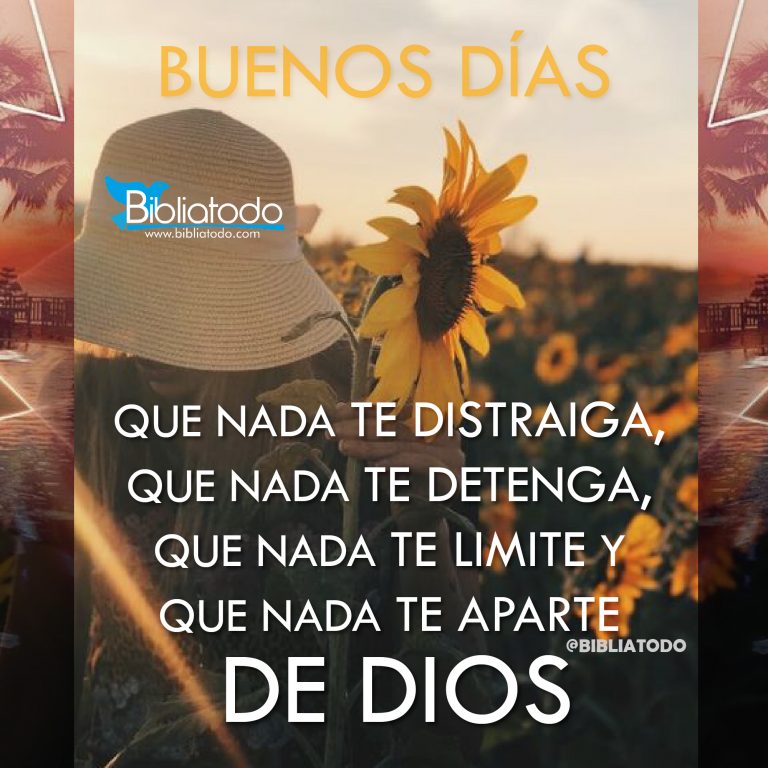 BUENOS DÍAS
Bibliatodo
www.bibliatodo.com
QUE NADA TE DISTRAIGA,
QUE NADA TE DETENGA,
QUE NADA TE LIMITE Y
QUE NADA TE APARTE
@BIBLIATODO
DE DIOS